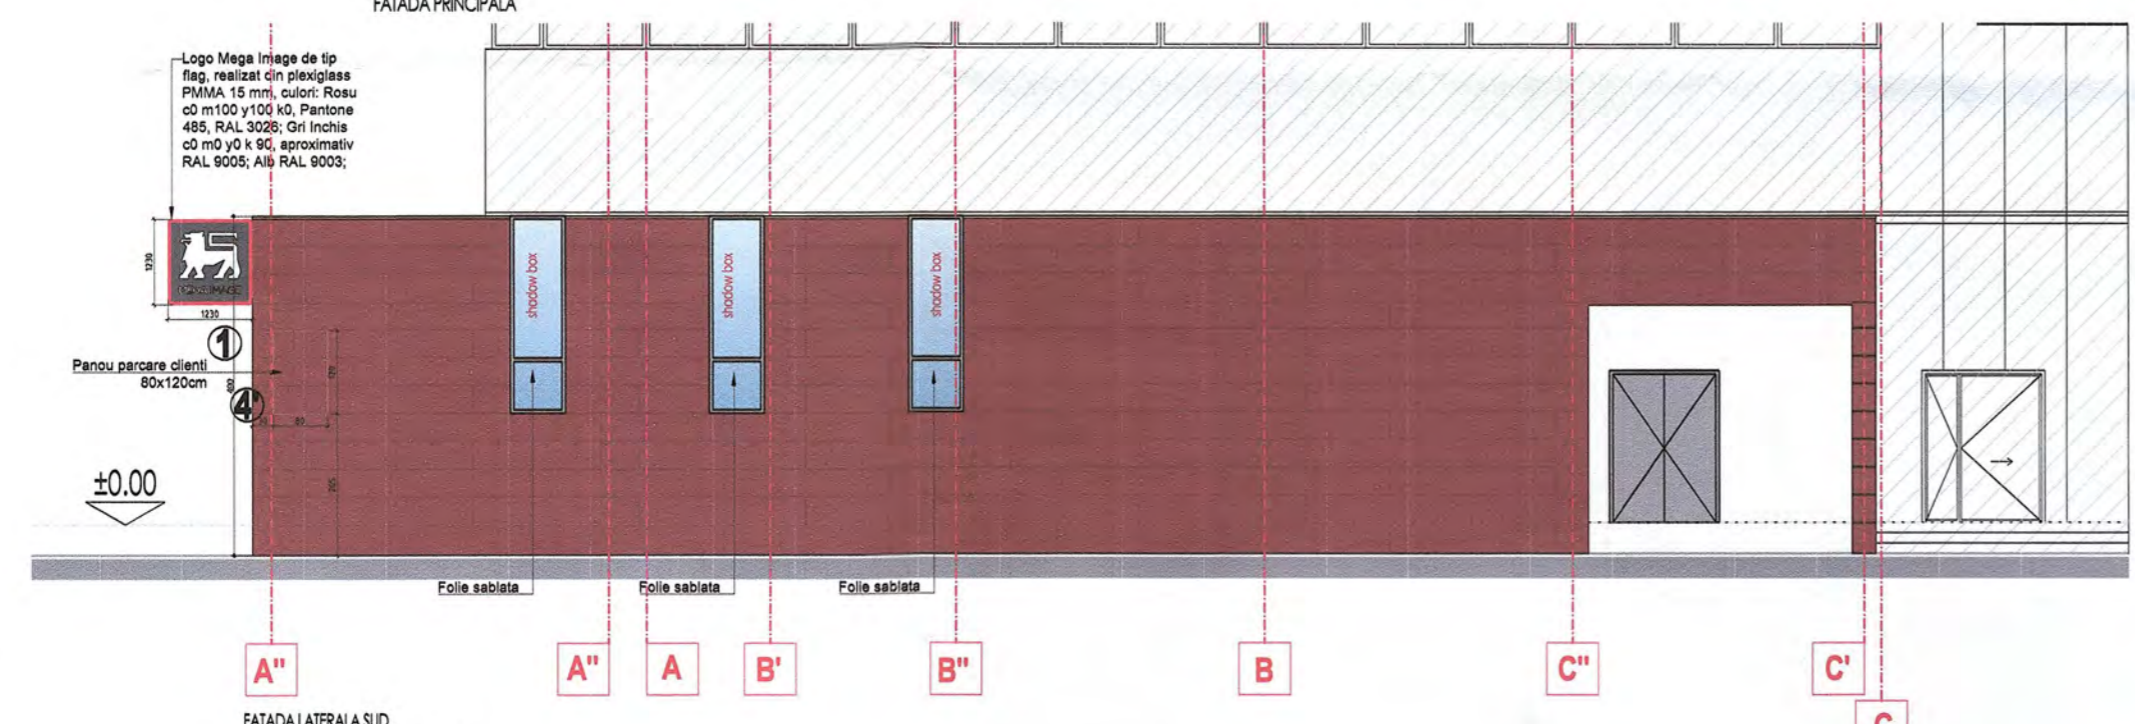 FATADA PRINCIPALA
Logo Mega Image de tip
flag, realizat din plexiglass
PMMA 15 mm, culori: Rosu
c0 m100 y100 k0, Pantone
485, RAL 3026; Gri Inchis
c0 m0 y0 k 90, aproximativ
RAL 9005; Alb RAL 9003;
1230
1230
1
Panou parcare clienti
80x120cm
4'
120
80
205
±0.00
shadow box
shadow box
shadow box
Folie sablata
Folie sablata
Folie sablata
A"
A"
A
B'
B"
B
C"
C'
C
FATADA LATERALA SUD